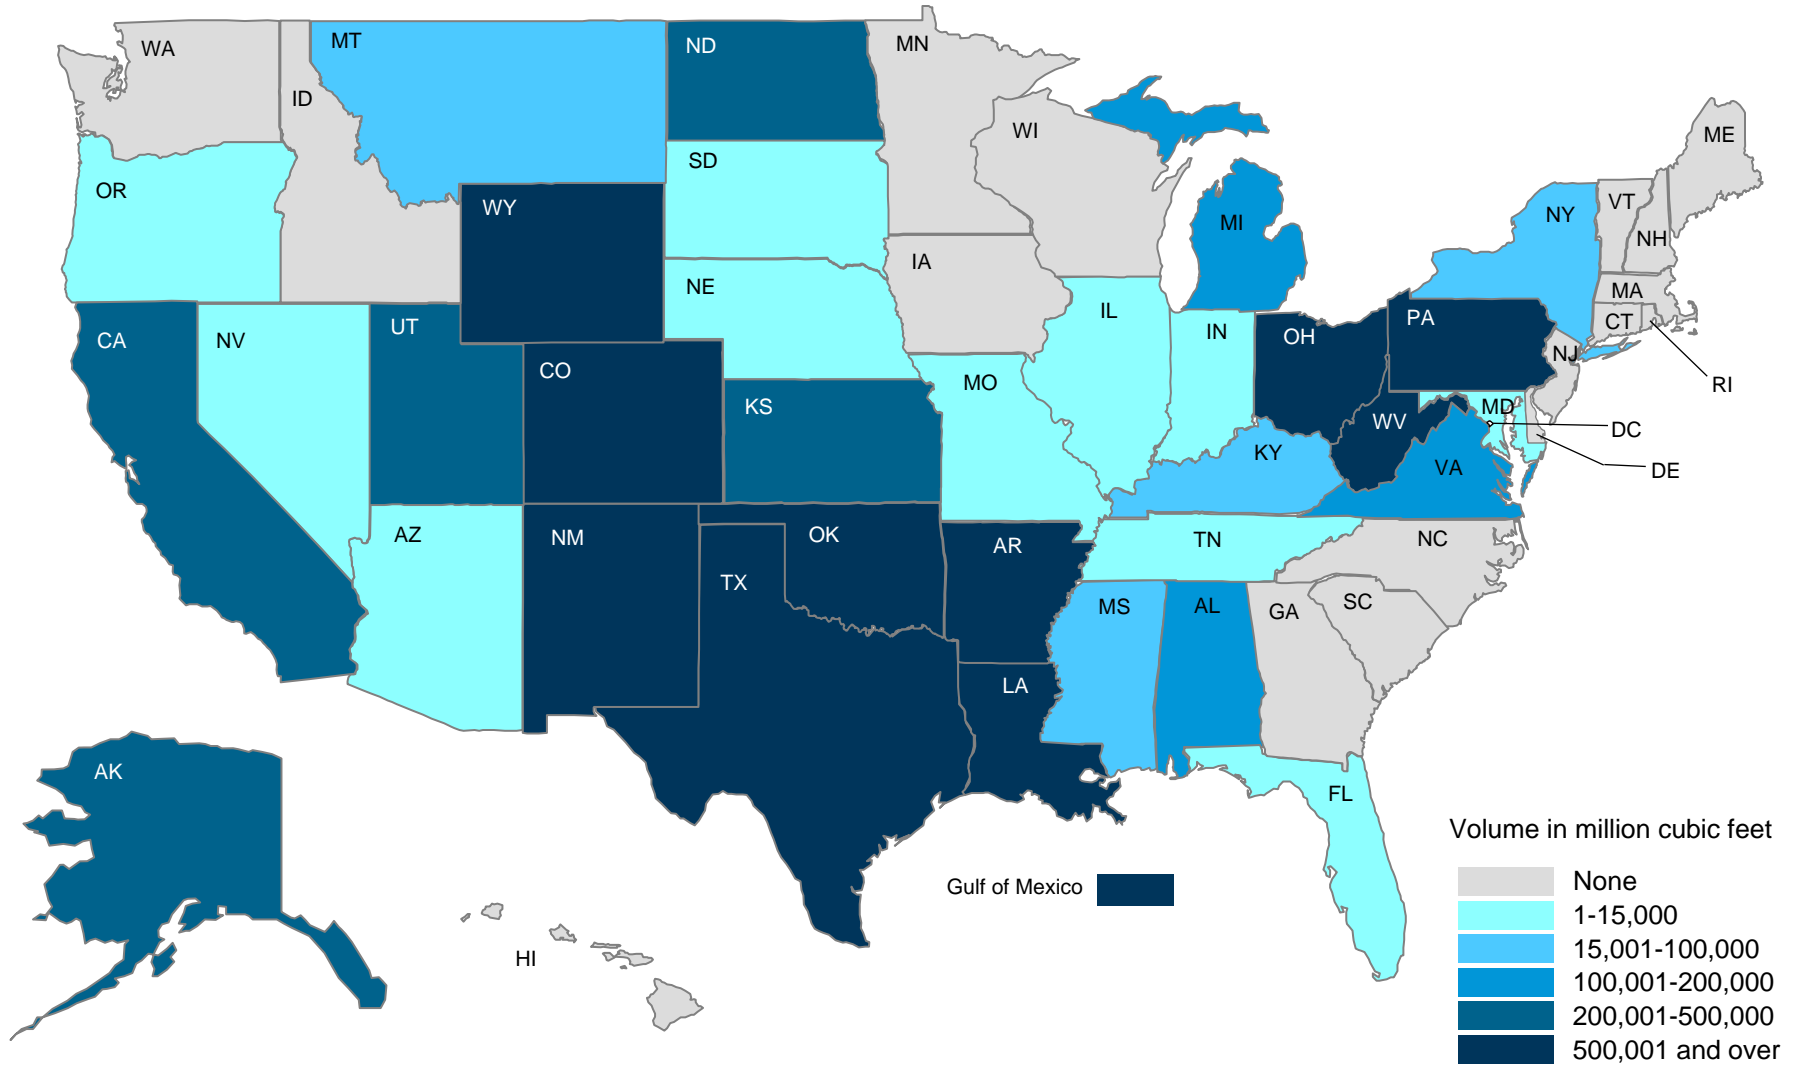 WA
MT
ND
MN
ID
WI
ME
SD
OR
WY
NY
VT
MI
NH
IA
NE
MA
IL
CA
NV
UT
IN
OH
PA
CT
CO
MO
NJ
RI
KS
MD
WV
DC
KY
VA
DE
AZ
NM
OK
AR
TN
NC
TX
MS
AL
GA
SC
LA
AK
FL
Volume in million cubic feet
Gulf of Mexico
None
1-15,000
15,001-100,000
HI
100,001-200,000
200,001-500,000
500,001 and over